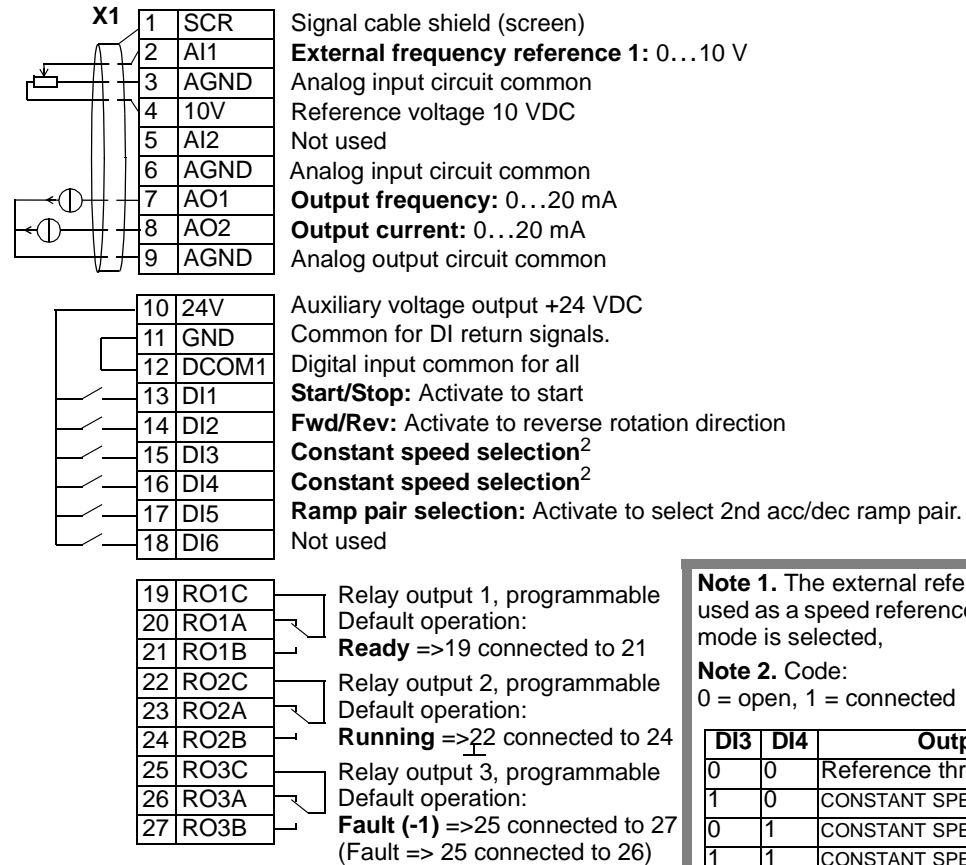 X1
1 SCR Signal cable shield (screen)
2 AI1 External frequency reference 1: 0…10 V
3 AGND Analog input circuit common
4 10V Reference voltage 10 VDC
5 AI2 Not used
6 AGND Analog input circuit common
7 AO1 Output frequency: 0…20 mA
8 AO2 Output current: 0…20 mA
9 AGND Analog output circuit common
10 24V Auxiliary voltage output +24 VDC
11 GND Common for DI return signals.
12 DCOM1 Digital input common for all
13 DI1 Start/Stop: Activate to start
14 DI2 Fwd/Rev: Activate to reverse rotation direction
15 DI3 Constant speed selection2
16 DI4 Constant speed selection2
17 DI5 Ramp pair selection: Activate to select 2nd acc/dec ramp pair.
18 DI6 Not used
19 RO1C Relay output 1, programmable
20 RO1A Default operation:
21 RO1B Ready =>19 connected to 21
22 RO2C Relay output 2, programmable
23 RO2A Default operation:
24 RO2B Running =>22 connected to 24
25 RO3C Relay output 3, programmable
26 RO3A Default operation:
27 RO3B Fault (-1) =>25 connected to 27
(Fault => 25 connected to 26)
Note 1. The external
used as a speed
mode is selected,
Note 2. Code:
0 = open, 1 = connected
DI3 DI4
0 0 Reference
1 0 CONSTANT
0 1 CONSTANT
1 1 CONSTANT